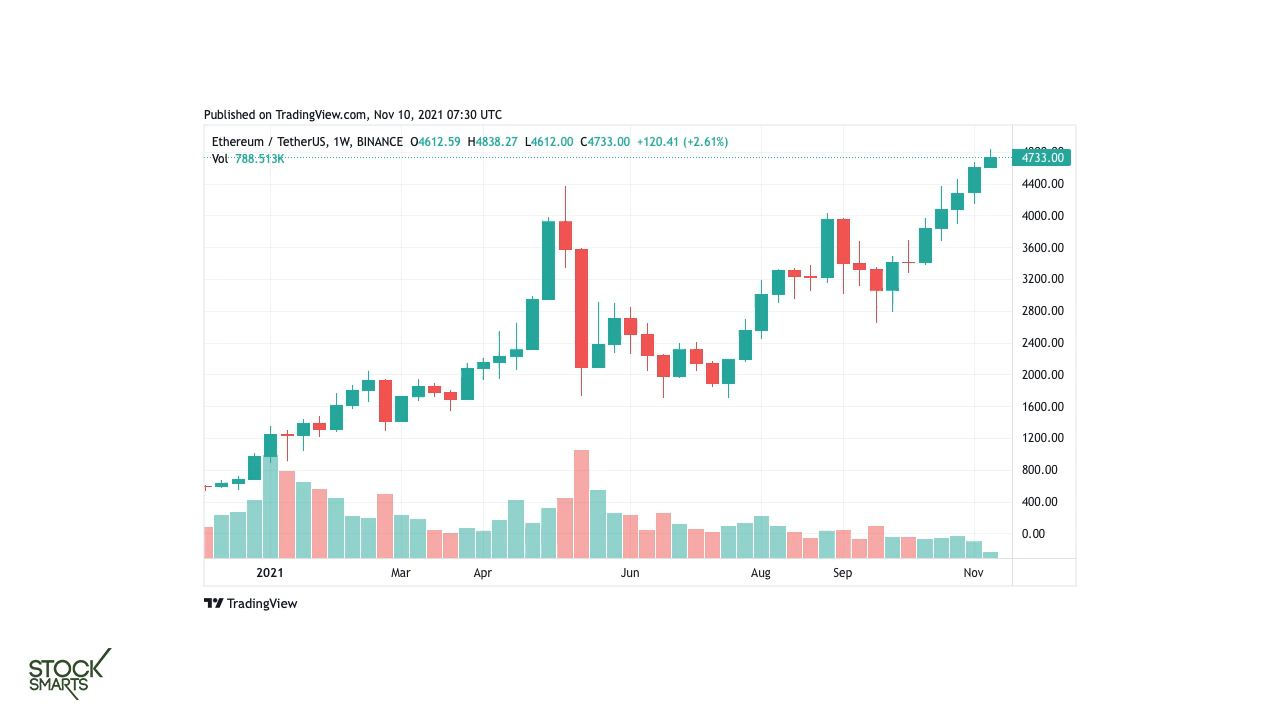 Published on TradingView.com, Nov 10, 2021 07:30 UTC
Ethereum / TetherUS, 1W, BINANCE O4612.59 H4838.27 L4612.00 C4733.00 +120.41 (+2.61%)
Vol 788.513K
4733.00
4400.00
4000.00
3600.00
3200.00
2800.00
2400.00
2000.00
1600.00
1200.00
800.00
400.00
0.00
2021 Mar Apr Jun Aug Sep Nov
TradingView
STOCK
SMARTS